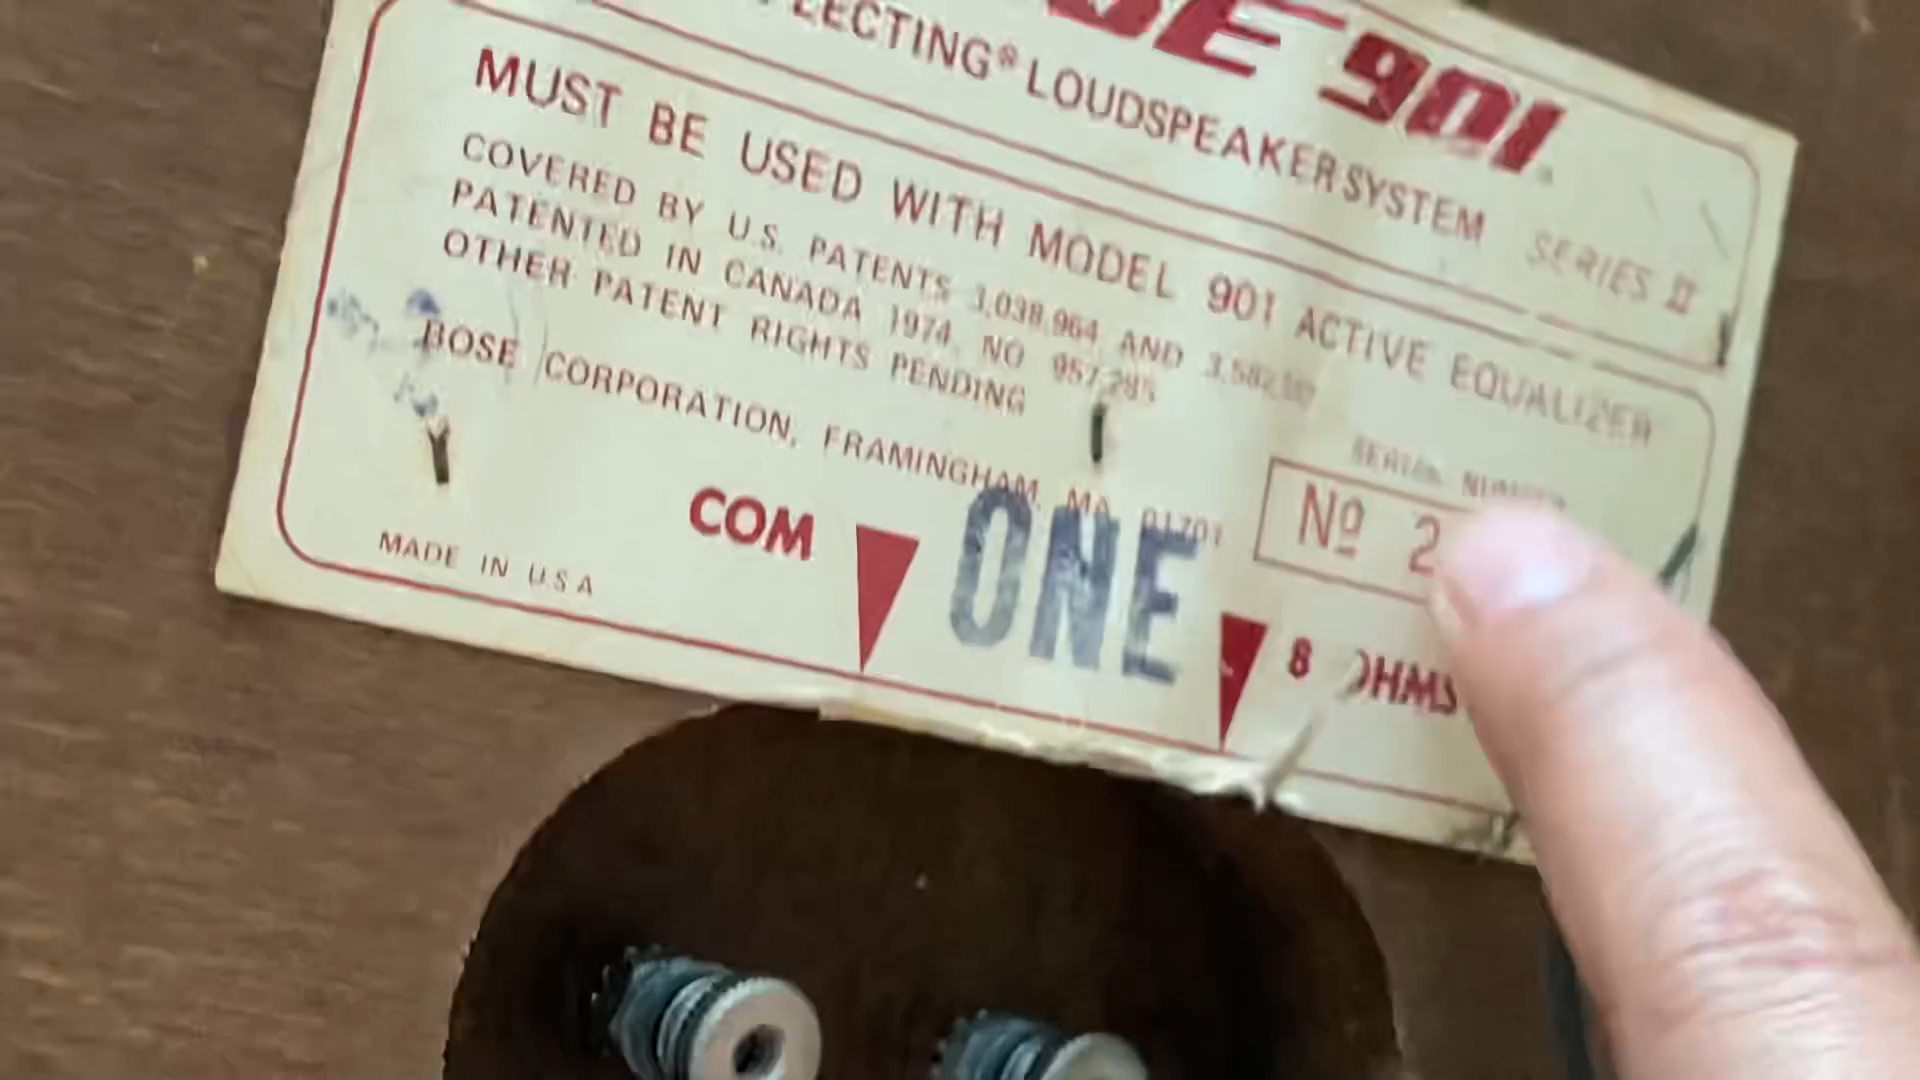 901
LOUDSPEAKER SYSTEM SERIES II
MUST BE USED WITH MODEL 901 ACTIVE EQUALIZER
COVERED BY U.S. PATENTS 3,038,964 AND
PATENTED IN CANADA 1974 NO 957,285
OTHER PATENT RIGHTS PENDING
BOSE CORPORATION, FRAMINGHAM, MA 01701
SERIAL NUMBER
Nº 2
COM ONE 8 OHMS
MADE IN U S A